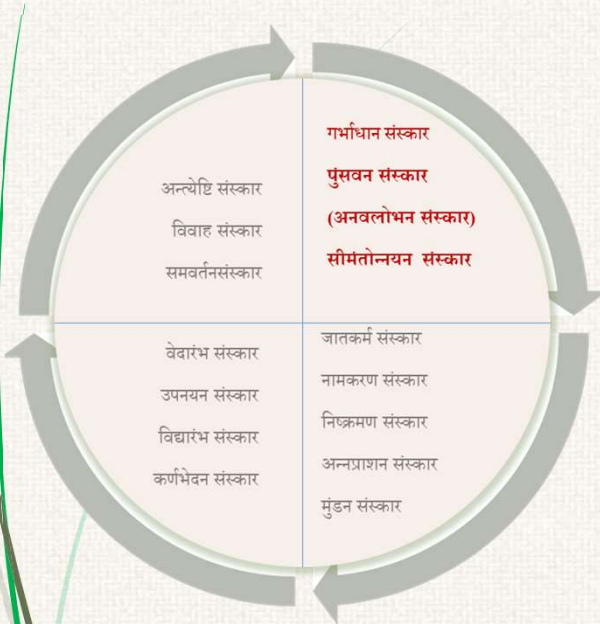 गर्भाधान संस्कार
पुंसवन संस्कार
(अनवलोभन संस्कार)
सीमंतोन्नयन संस्कार
जातकर्म संस्कार
नामकरण संस्कार
निष्क्रमण संस्कार
अन्नप्राशन संस्कार
मुंडन संस्कार
वेदारंभ संस्कार
उपनयन संस्कार
विद्यारंभ संस्कार
कर्णभेदन संस्कार
अन्त्येष्टि संस्कार
विवाह संस्कार
समवर्तनसंस्कार